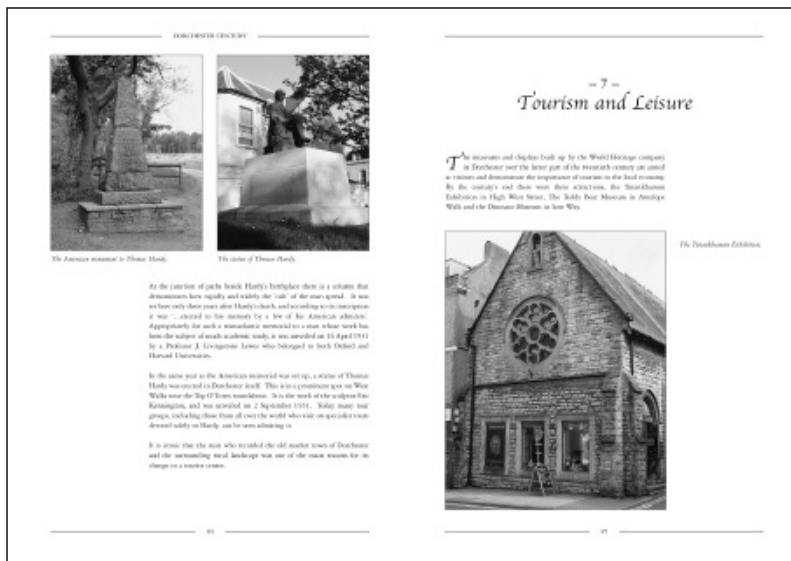 DORCHESTER CENTURY
The American monument to Thomas Hardy.
The statue of Thomas Hardy.
At the junction of paths beside Hardy's birthplace there is a column that
demonstrates how rapidly and widely the 'cult' of the man spread. It was
set here only three years after Hardy's death, and according to its inscription
it was '...erected to his memory by a few of his American admirers'.
Appropriately for such a transatlantic memorial to a man whose work has
been the subject of much academic study, it was unveiled on 16 April 1931
by a Professor J. Livingstone Lowes who belonged to both Oxford and
Harvard Universities.
In the same year as the American memorial was set up, a statue of Thomas
Hardy was erected in Dorchester itself. This is in a prominent spot on West
Walks near the Top O'Town roundabout. It is the work of the sculptor Eric
Kennington, and was unveiled on 2 September 1931. Today many tour
groups, including those from all over the world who visit on specialist tours
devoted solely to Hardy, can be seen admiring it.
It is ironic that the man who recorded the old market town of Dorchester
and the surrounding rural landscape was one of the main reasons for its
change to a tourist centre.
– 7 –
Tourism and Leisure
The museums and displays built up by the World Heritage company
in Dorchester over the latter part of the twentieth century are aimed
at visitors and demonstrate the importance of tourism to the local economy.
By the century's end there were three attractions, the Tutankhamun
Exhibition in High West Street, The Teddy Bear Museum in Antelope
Walk and the Dinosaur Museum in Icen Way.
The Tutankhamun Exhibition.